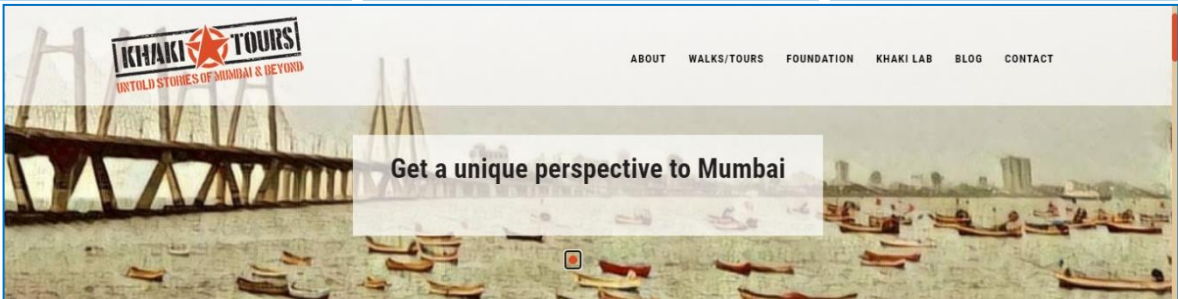 KHAKI TOURS
UNTOLD STORIES OF MUMBAI & BEYOND
ABOUT WALKS/TOURS FOUNDATION KHAKI LAB BLOG CONTACT
Get a unique perspective to Mumbai